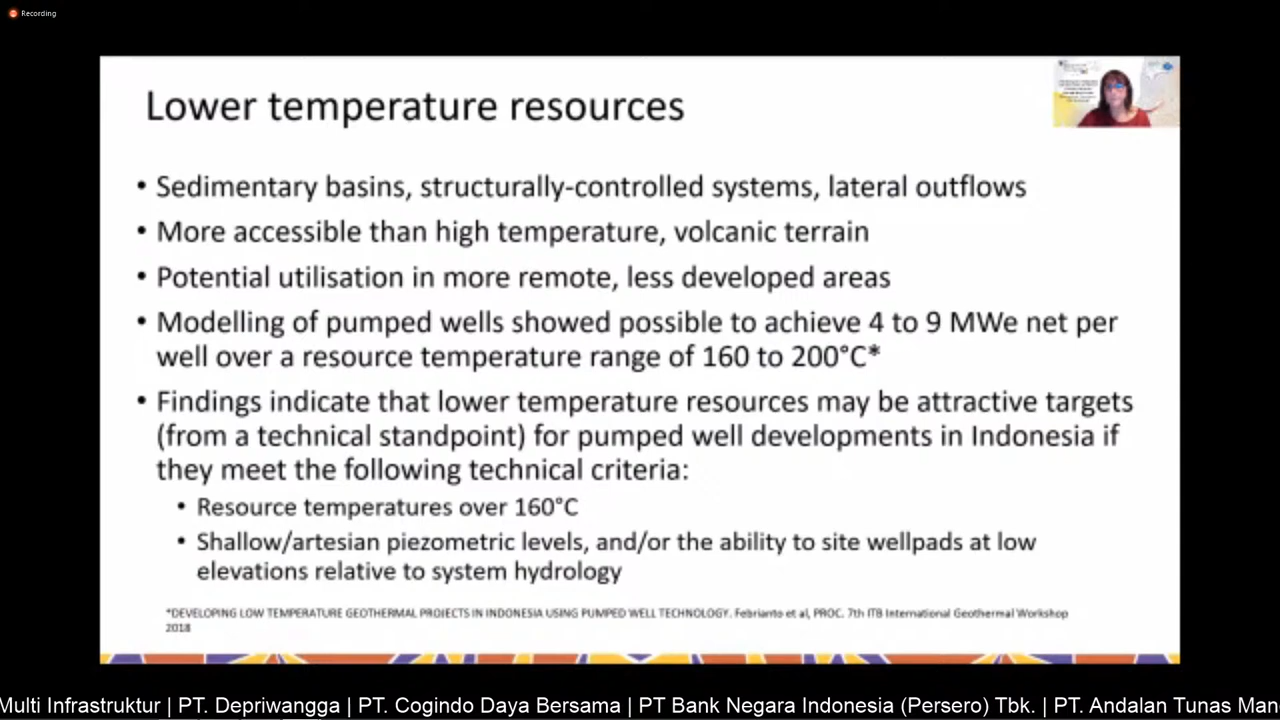 Recording
Lower temperature resources
• Sedimentary basins, structurally-controlled systems, lateral outflows
• More accessible than high temperature, volcanic terrain
• Potential utilisation in more remote, less developed areas
• Modelling of pumped wells showed possible to achieve 4 to 9 MWe net per
well over a resource temperature range of 160 to 200°C*
• Findings indicate that lower temperature resources may be attractive targets
(from a technical standpoint) for pumped well developments in Indonesia if
they meet the following technical criteria:
• Resource temperatures over 160°C
• Shallow/artesian piezometric levels, and/or the ability to site wellpads at low
elevations relative to system hydrology
*DEVELOPING LOW TEMPERATURE GEOTHERMAL PROJECTS IN INDONESIA USING PUMPED WELL TECHNOLOGY. Febrianto et al, PROC. 7th ITB International Geothermal Workshop
2018
Multi Infrastruktur | PT. Depriwangga | PT. Cogindo Daya Bersama | PT Bank Negara Indonesia (Persero) Tbk. | PT. Andalan Tunas Man